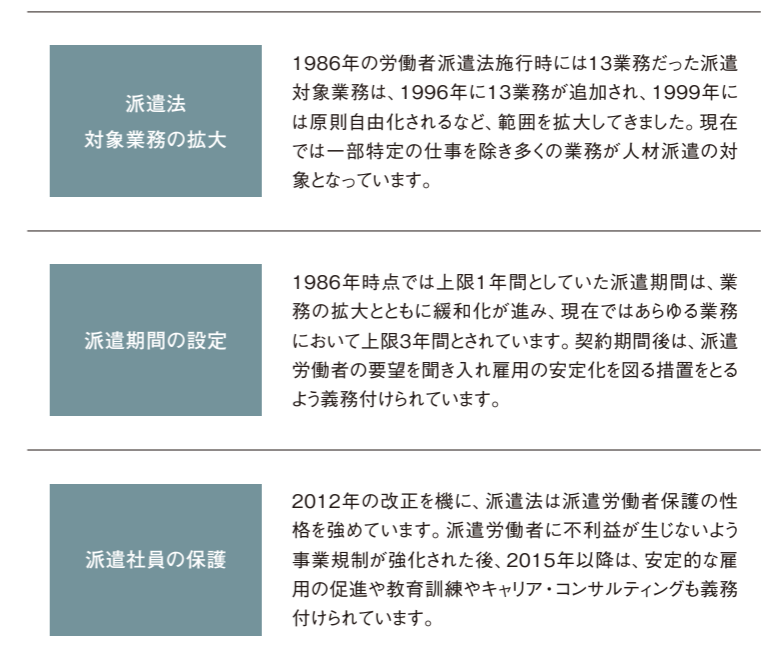 派遣法
対象業務の拡大
1986年の労働者派遣法施行時には13業務だった派遣
対象業務は、1996年に13業務が追加され、1999年に
は原則自由化されるなど、範囲を拡大してきました。現在
では一部特定の仕事を除き多くの業務が人材派遣の対
象となっています。
派遣期間の設定
1986年時点では上限1年間としていた派遣期間は、業
務の拡大とともに緩和化が進み、現在ではあらゆる業務
において上限3年間とされています。契約期間後は、派遣
労働者の要望を聞き入れ雇用の安定化を図る措置をとる
よう義務付けられています。
派遣社員の保護
2012年の改正を機に、派遣法は派遣労働者保護の性
格を強めています。派遣労働者に不利益が生じないよう
事業規制が強化された後、2015年以降は、安定的な雇
用の促進や教育訓練やキャリア・コンサルティングも義務
付けられています。